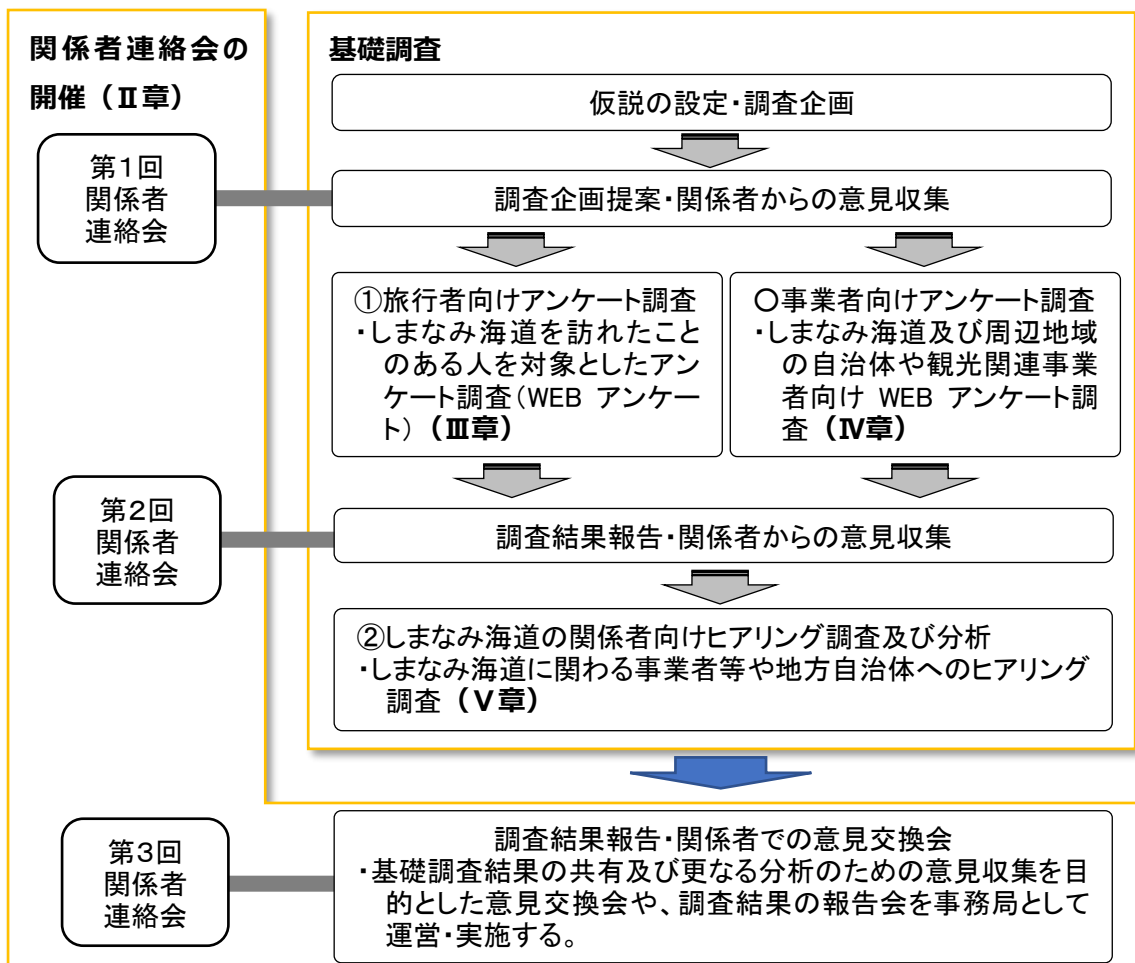 関係者連絡会の
開催（Ⅱ章）
基礎調査
仮説の設定・調査企画
第１回
関係者
連絡会
調査企画提案・関係者からの意見収集
①旅行者向けアンケート調査
・しまなみ海道を訪れたこと
のある人を対象としたアン
ケート調査（WEB アンケー
ト）（Ⅲ章）
〇事業者向けアンケート調査
・しまなみ海道及び周辺地域
の自治体や観光関連事業
者向け WEB アンケート調
査（Ⅳ章）
第２回
関係者
連絡会
調査結果報告・関係者からの意見収集
②しまなみ海道の関係者向けヒアリング調査及び分析
・しまなみ海道に関わる事業者等や地方自治体へのヒアリング
調査（Ⅴ章）
第３回
関係者
連絡会
調査結果報告・関係者での意見交換会
・基礎調査結果の共有及び更なる分析のための意見収集を目
的とした意見交換会や、調査結果の報告会を事務局として
運営・実施する。